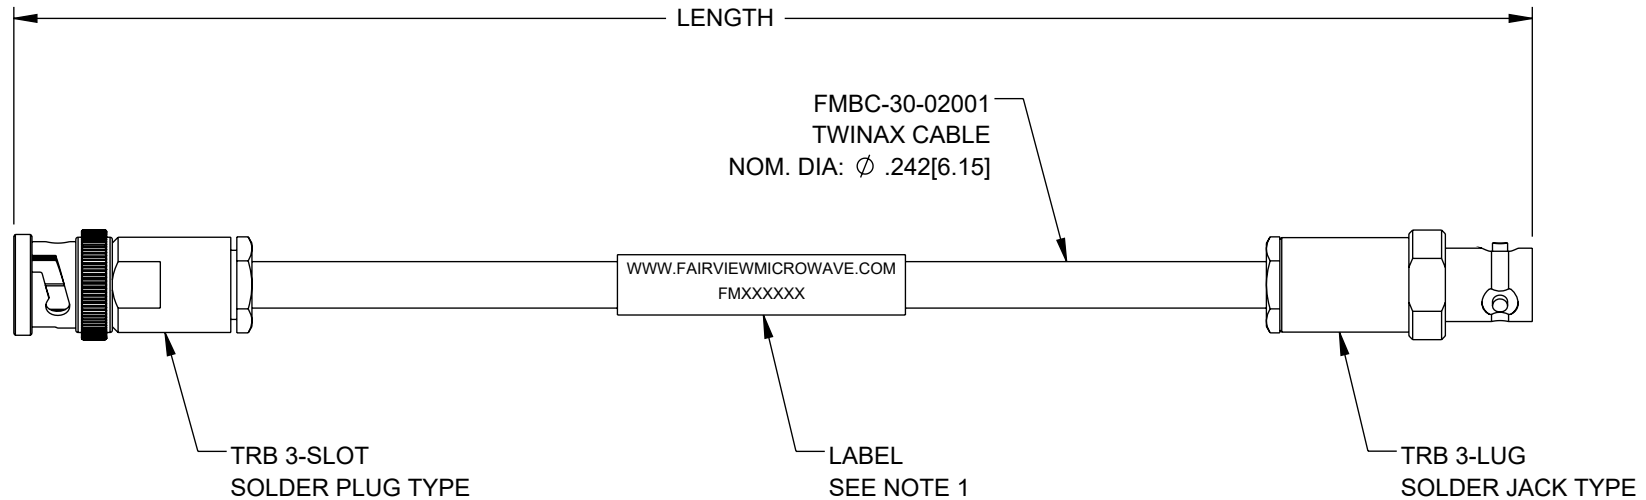 LENGTH
FMBC-30-02001
TWINAX CABLE
NOM. DIA: ∅ .242[6.15]
WWW.FAIRVIEWMICROWAVE.COM
FMXXXXXX
TRB 3-SLOT
SOLDER PLUG TYPE
LABEL
SEE NOTE 1
TRB 3-LUG
SOLDER JACK TYPE